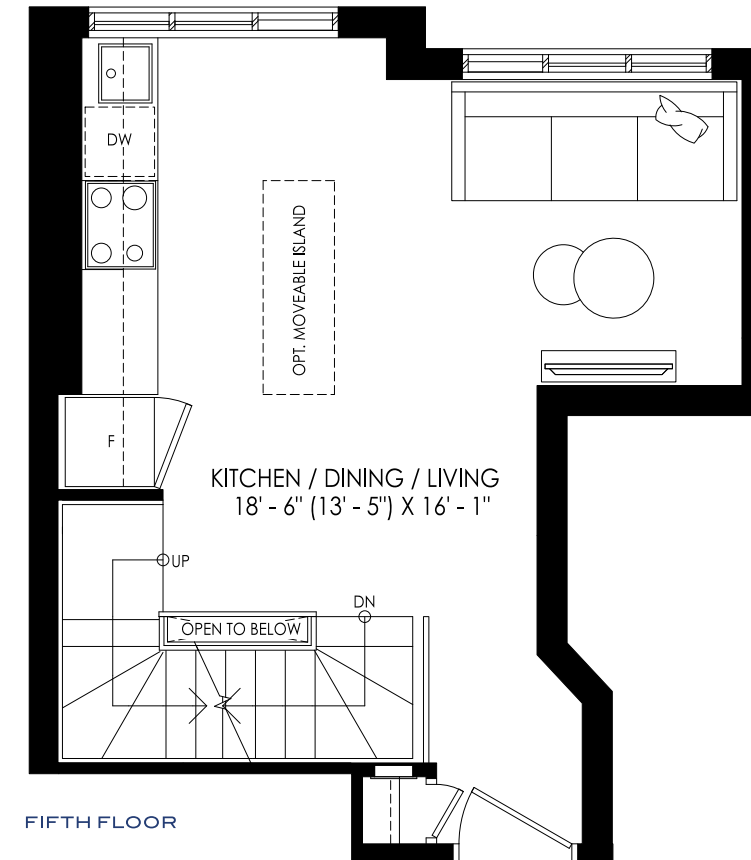 DW
OPT. MOVEABLE ISLAND
F
KITCHEN / DINING / LIVING
18' - 6" (13' - 5") X 16' - 1"
UP
DN
OPEN TO BELOW
FIFTH FLOOR